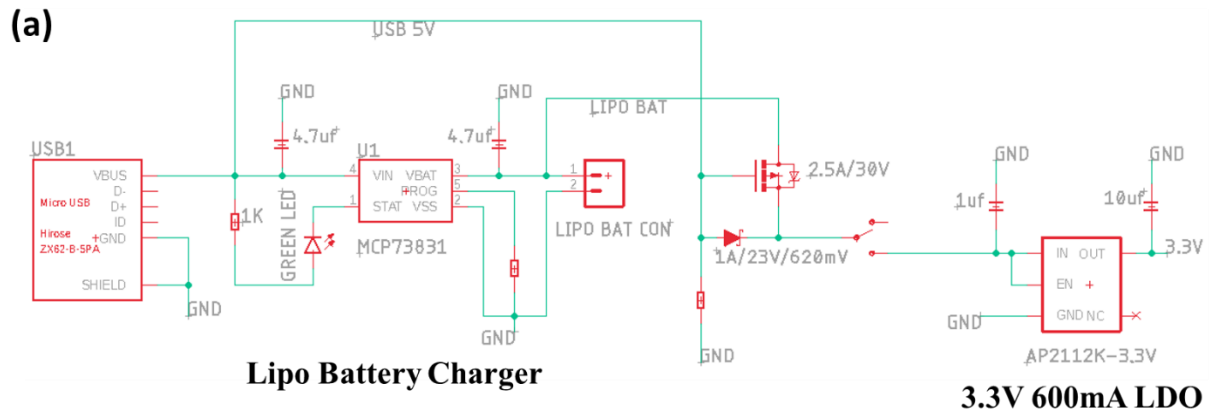 (a)
USB 5V
GND
GND
LIPO BAT
4.7uf
4.7uf
USB1
U1
GND
GND
VBUS
D-
D+
ID
GND
SHIELD
Micro USB
Hirose
ZX62-B-5PA
1K
GREEN LED
4
1
VIN
STAT
VBAT
PROG
VSS
3
5
2
MCP73831
1
2
LIPO BAT CON
2.5A/30V
1A/23V/620mV
1uf
10uf
IN
OUT
EN
GND
NC
3.3V
GND
GND
GND
GND
AP2112K-3.3V
Lipo Battery Charger
3.3V 600mA LDO